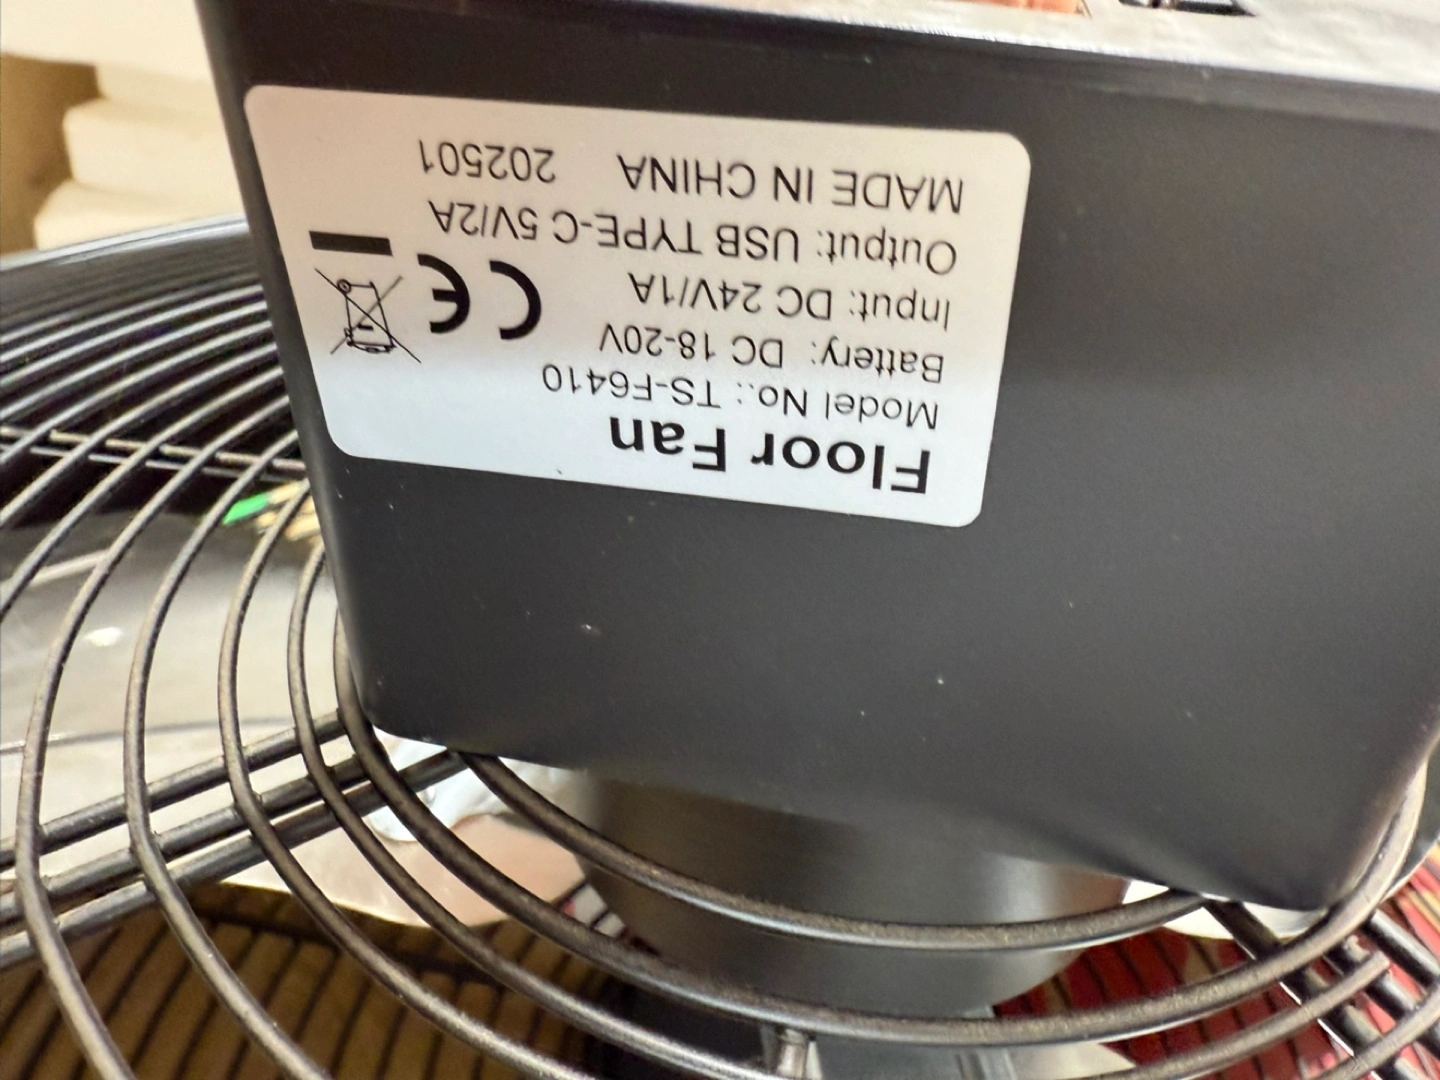 Floor Fan
Model No.: TS-F6410
Battery: DC 18-20V
Input: DC 24V/1A
Output: USB TYPE-C 5V/2A
MADE IN CHINA 202501
CE